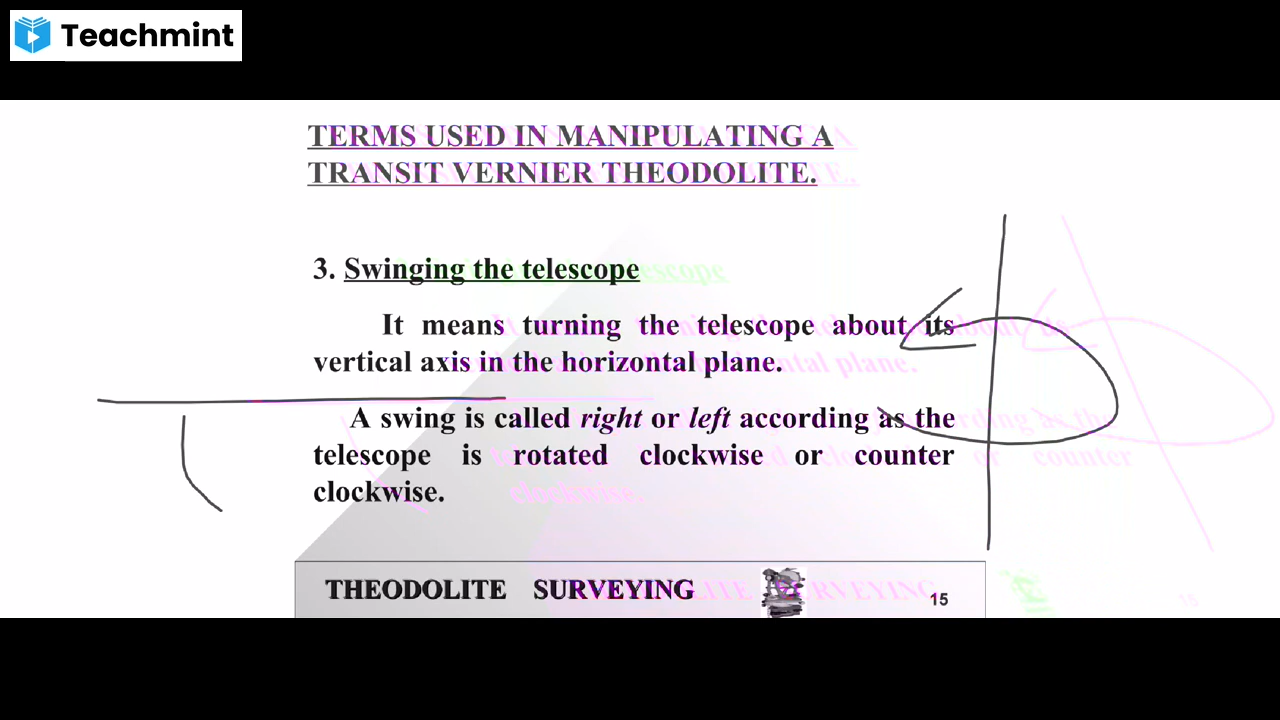 Teachmint
TERMS USED IN MANIPULATING A
TRANSIT VERNIER THEODOLITE.
3. Swinging the telescope
It means turning the telescope about its
vertical axis in the horizontal plane.
A swing is called right or left according as the
telescope is rotated clockwise or counter
clockwise.
THEODOLITE SURVEYING
15